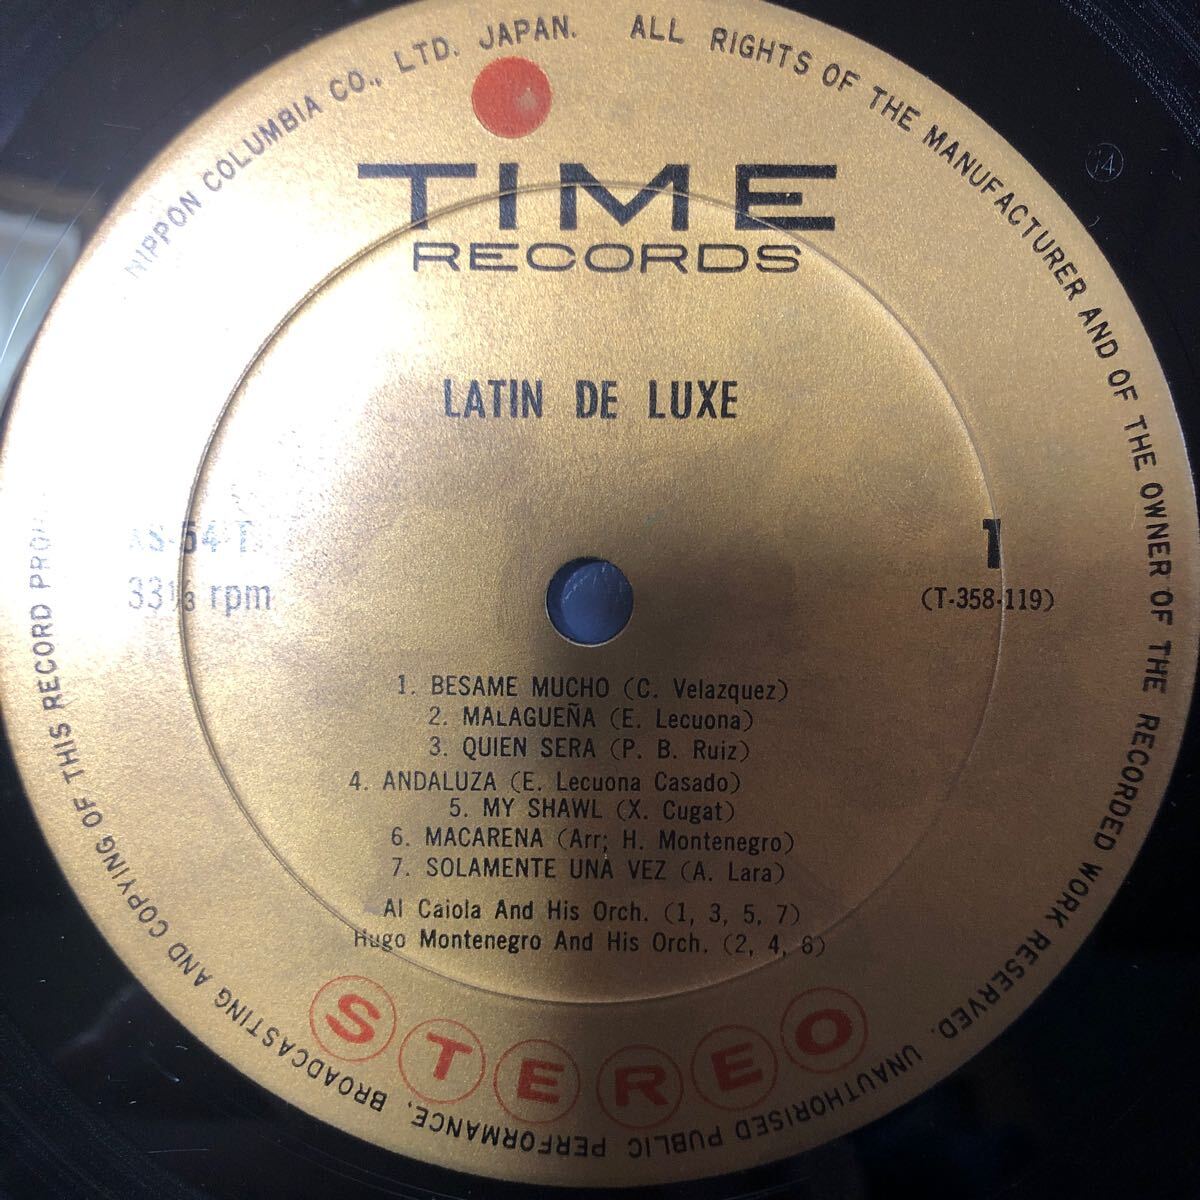 NIPPON COLUMBIA CO., LTD. JAPAN. ALL RIGHTS OF THE MANUFACTURER AND OF THE OWNER OF THE RECORDED WORK RESERVED. UNAUTHORISED PUBLIC PERFORMANCE, BROADCASTING AND COPYING OF THIS RECORD
TIME
RECORDS
LATIN DE LUXE
1
33⅓ rpm
(T-358-119)
1. BESAME MUCHO (C. Velazquez)
2. MALAGUEÑA (E. Lecuona)
3. QUIEN SERA (P. B. Ruiz)
4. ANDALUZA (E. Lecuona Casado)
5. MY SHAWL (X. Cugat)
6. MACARENA (Arr; H. Montenegro)
7. SOLAMENTE UNA VEZ (A. Lara)
Al Caiola And His Orch. (1, 3, 5, 7)
Hugo Montenegro And His Orch. (2, 4, 6)
STEREO